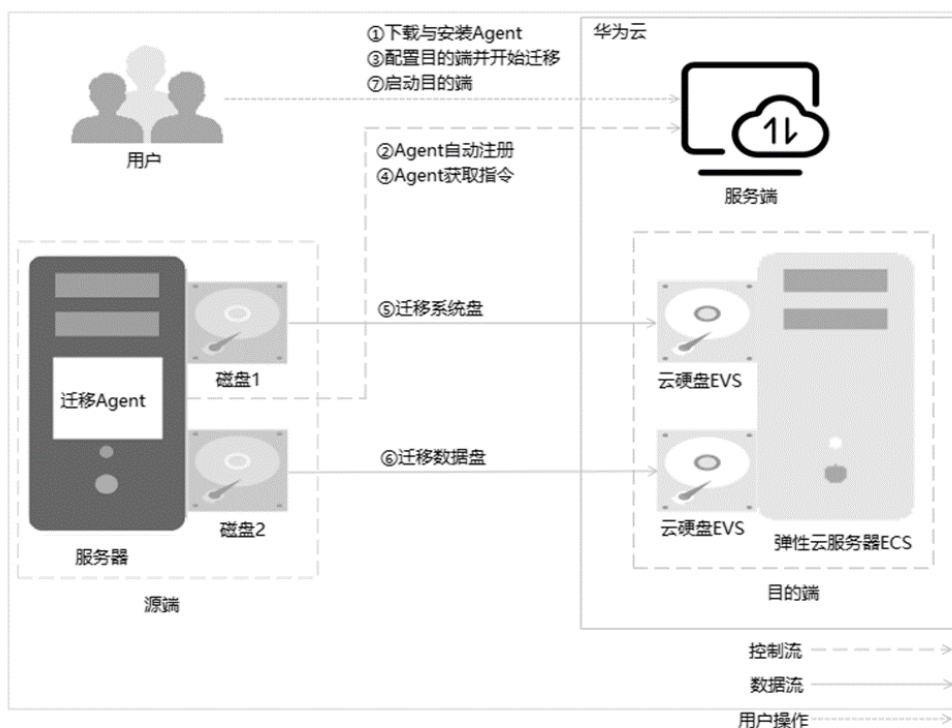 ①下载与安装Agent
③配置目的端并开始迁移
⑦启动目的端
华为云
用户
②Agent自动注册
④Agent获取指令
服务端
⑤迁移系统盘
磁盘1
云硬盘EVS
迁移Agent
⑥迁移数据盘
磁盘2
云硬盘EVS
弹性云服务器ECS
服务器
源端
目的端
控制流
数据流
用户操作